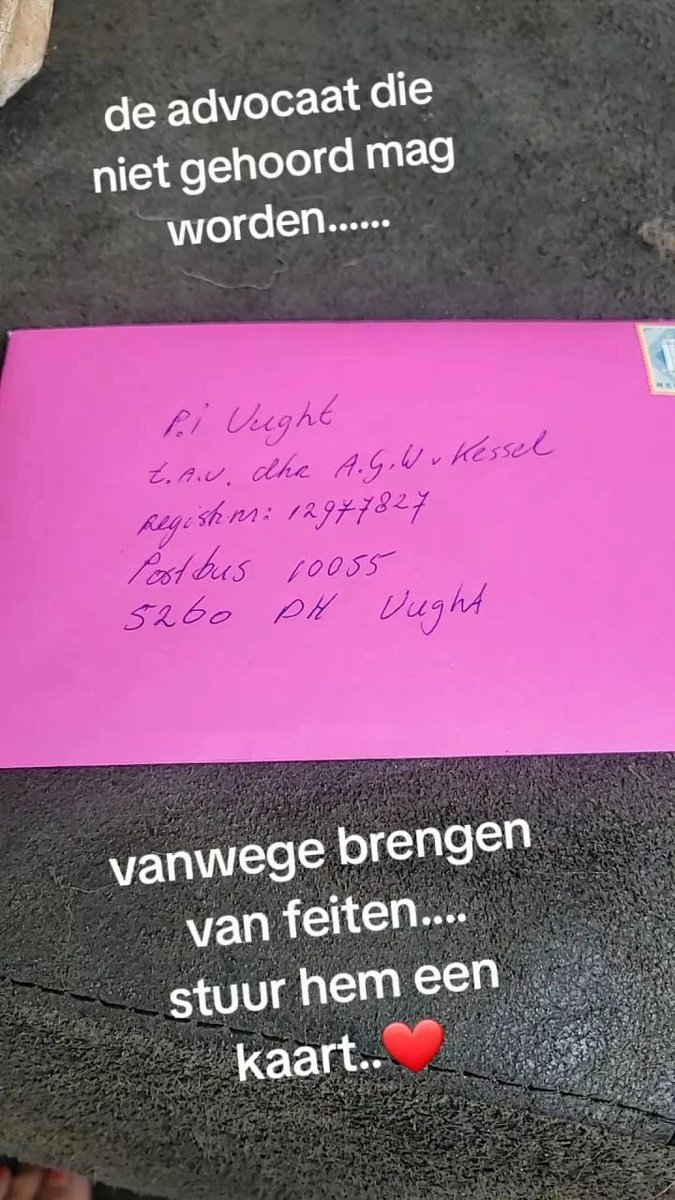 de advocaat die
niet gehoord mag
worden......
P.i Vught
t.a.v. dhr A.G.W v Kessel
Registr.nr: 12977827
Postbus 10055
5260 DH Vught
vanwege brengen
van feiten....
stuur hem een
kaart..❤️